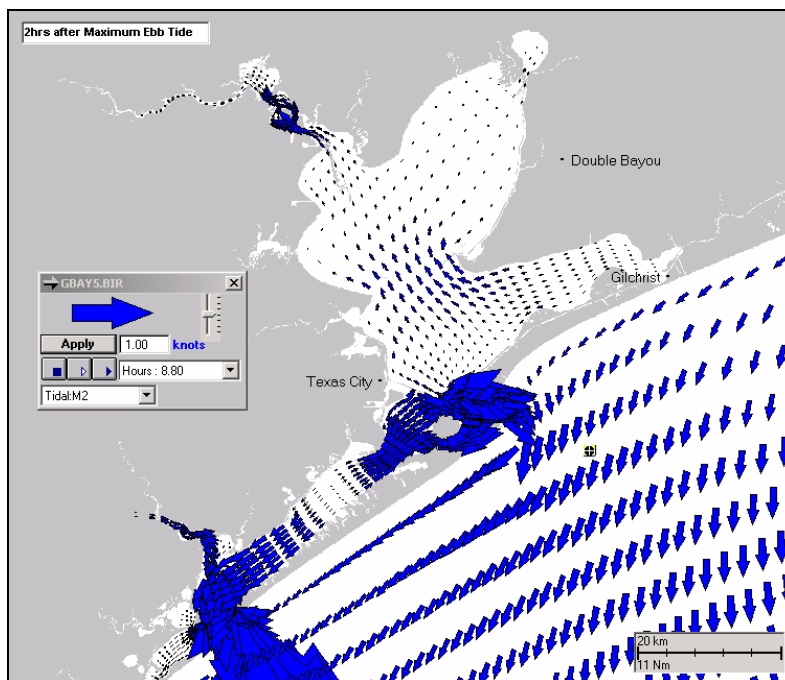 2hrs after Maximum Ebb Tide
Double Bayou
GBAY5.BIR
Gilchrist
Apply
1.00
knots
Hours : 8.80
Texas City
Tidal:M2
20 km
11 Nm